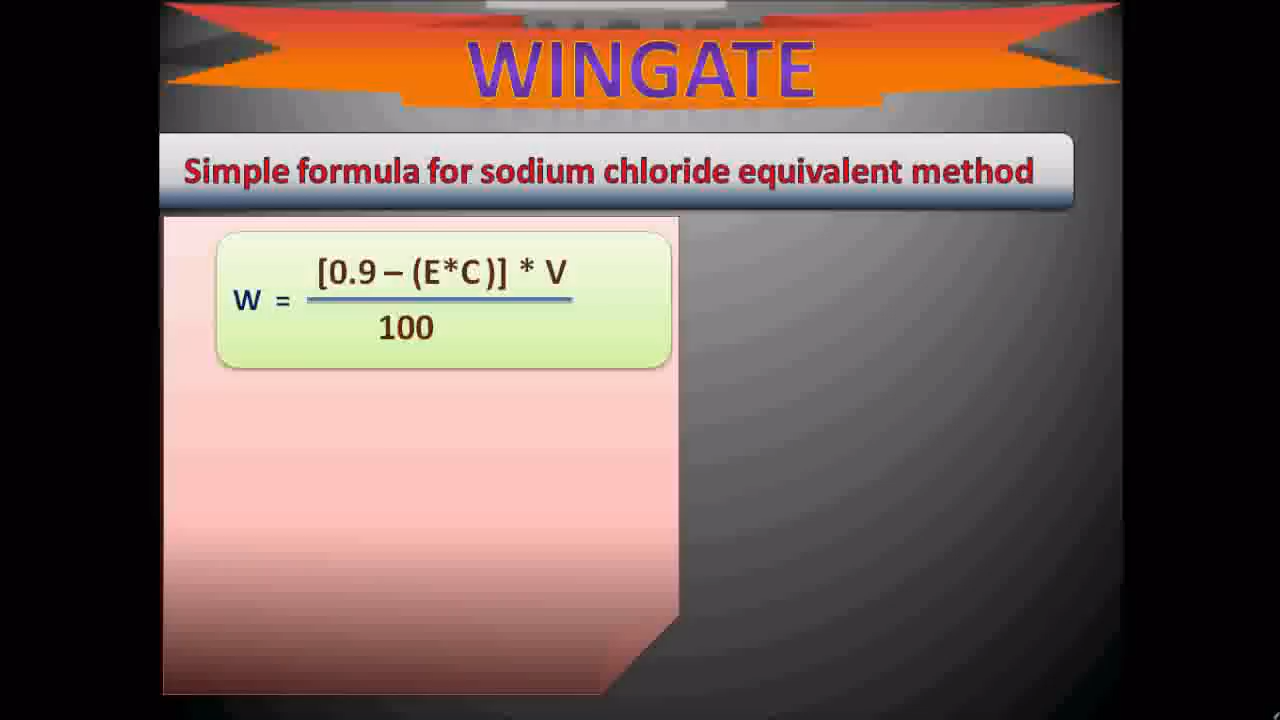 WINGATE
Simple formula for sodium chloride equivalent method
[0.9 – (E*C )] * V
W =
100